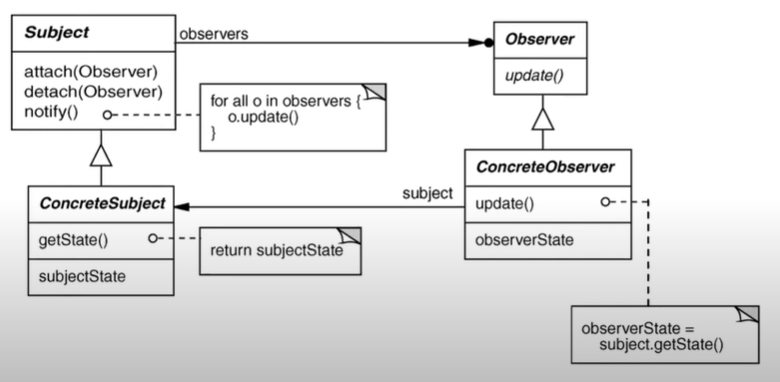 Subject
observers
Observer
attach(Observer)
detach(Observer)
notify()
update()
for all o in observers {
o.update()
}
ConcreteSubject
getState()
subjectState
return subjectState
subject
ConcreteObserver
update()
observerState
observerState =
subject.getState()